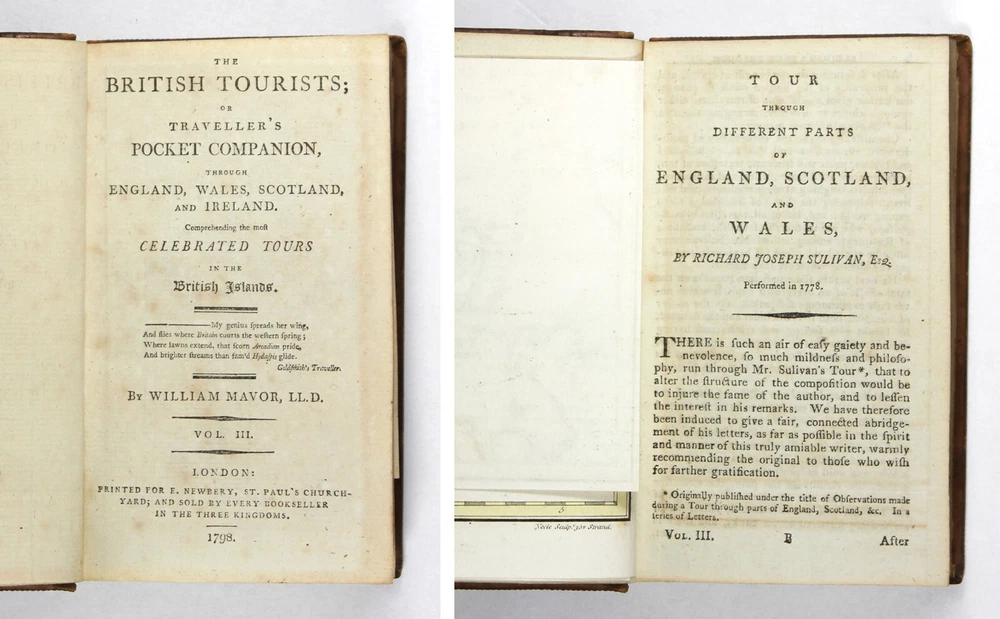 THE
BRITISH TOURISTS;
OR
TRAVELLER'S
POCKET COMPANION,
THROUGH
ENGLAND, WALES, SCOTLAND,
AND IRELAND.
Comprehending the moſt
CELEBRATED TOURS
IN THE
British Islands.
My genius ſpreads her wing,
And flies where Britain courts the weſtern ſpring;
Where lawns extend, that ſcorn Arcadian pride,
And brighter ſtreams than fam'd Hydaſpis glide.
Goldſmith's Traveller.
BY WILLIAM MAVOR, LL.D.
VOL. III.
LONDON:
PRINTED FOR E. NEWBERY, ST. PAUL'S CHURCH-
YARD; AND SOLD BY EVERY BOOKSELLER
IN THE THREE KINGDOMS.
1798.
5
Neele Sculpt. 352 Strand.
TOUR
THROUGH
DIFFERENT PARTS
OF
ENGLAND, SCOTLAND,
AND
WALES,
BY RICHARD JOSEPH SULIVAN, ESQ.
Performed in 1778.
THERE is ſuch an air of eaſy gaiety and be-
nevolence, ſo much mildneſs and philoſo-
phy, run through Mr. Sulivan's Tour*, that to
alter the ſtructure of the compoſition would be
to injure the fame of the author, and to leſſen
the intereſt in his remarks. We have therefore
been induced to give a fair, connected abridge-
ment of his letters, as far as poſſible in the ſpirit
and manner of this truly amiable writer, warmly
recommending the original to thoſe who wiſh
for farther gratification.
* Originally publiſhed under the title of Obſervations made
during a Tour through parts of England, Scotland, &c. In a
ſeries of Letters.
VOL. III. B After